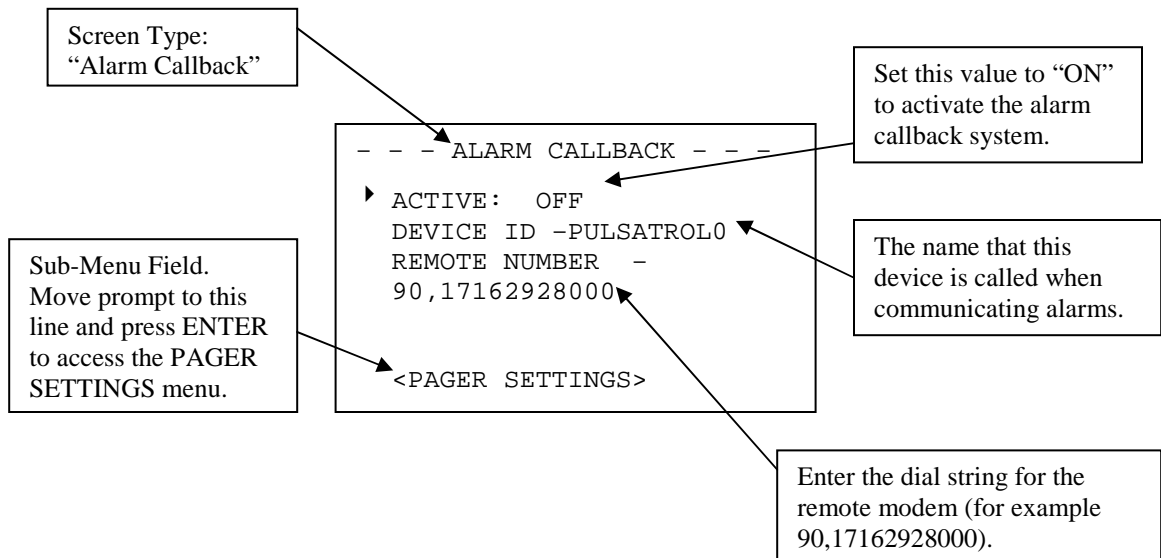 Screen Type:
“Alarm Callback”
Set this value to “ON”
to activate the alarm
callback system.
- - - ALARM CALLBACK - - -
ACTIVE: OFF
DEVICE ID -PULSATROL0
REMOTE NUMBER -
90,17162928000
<PAGER SETTINGS>
The name that this
device is called when
communicating alarms.
Sub-Menu Field.
Move prompt to this
line and press ENTER
to access the PAGER
SETTINGS menu.
Enter the dial string for the
remote modem (for example
90,17162928000).